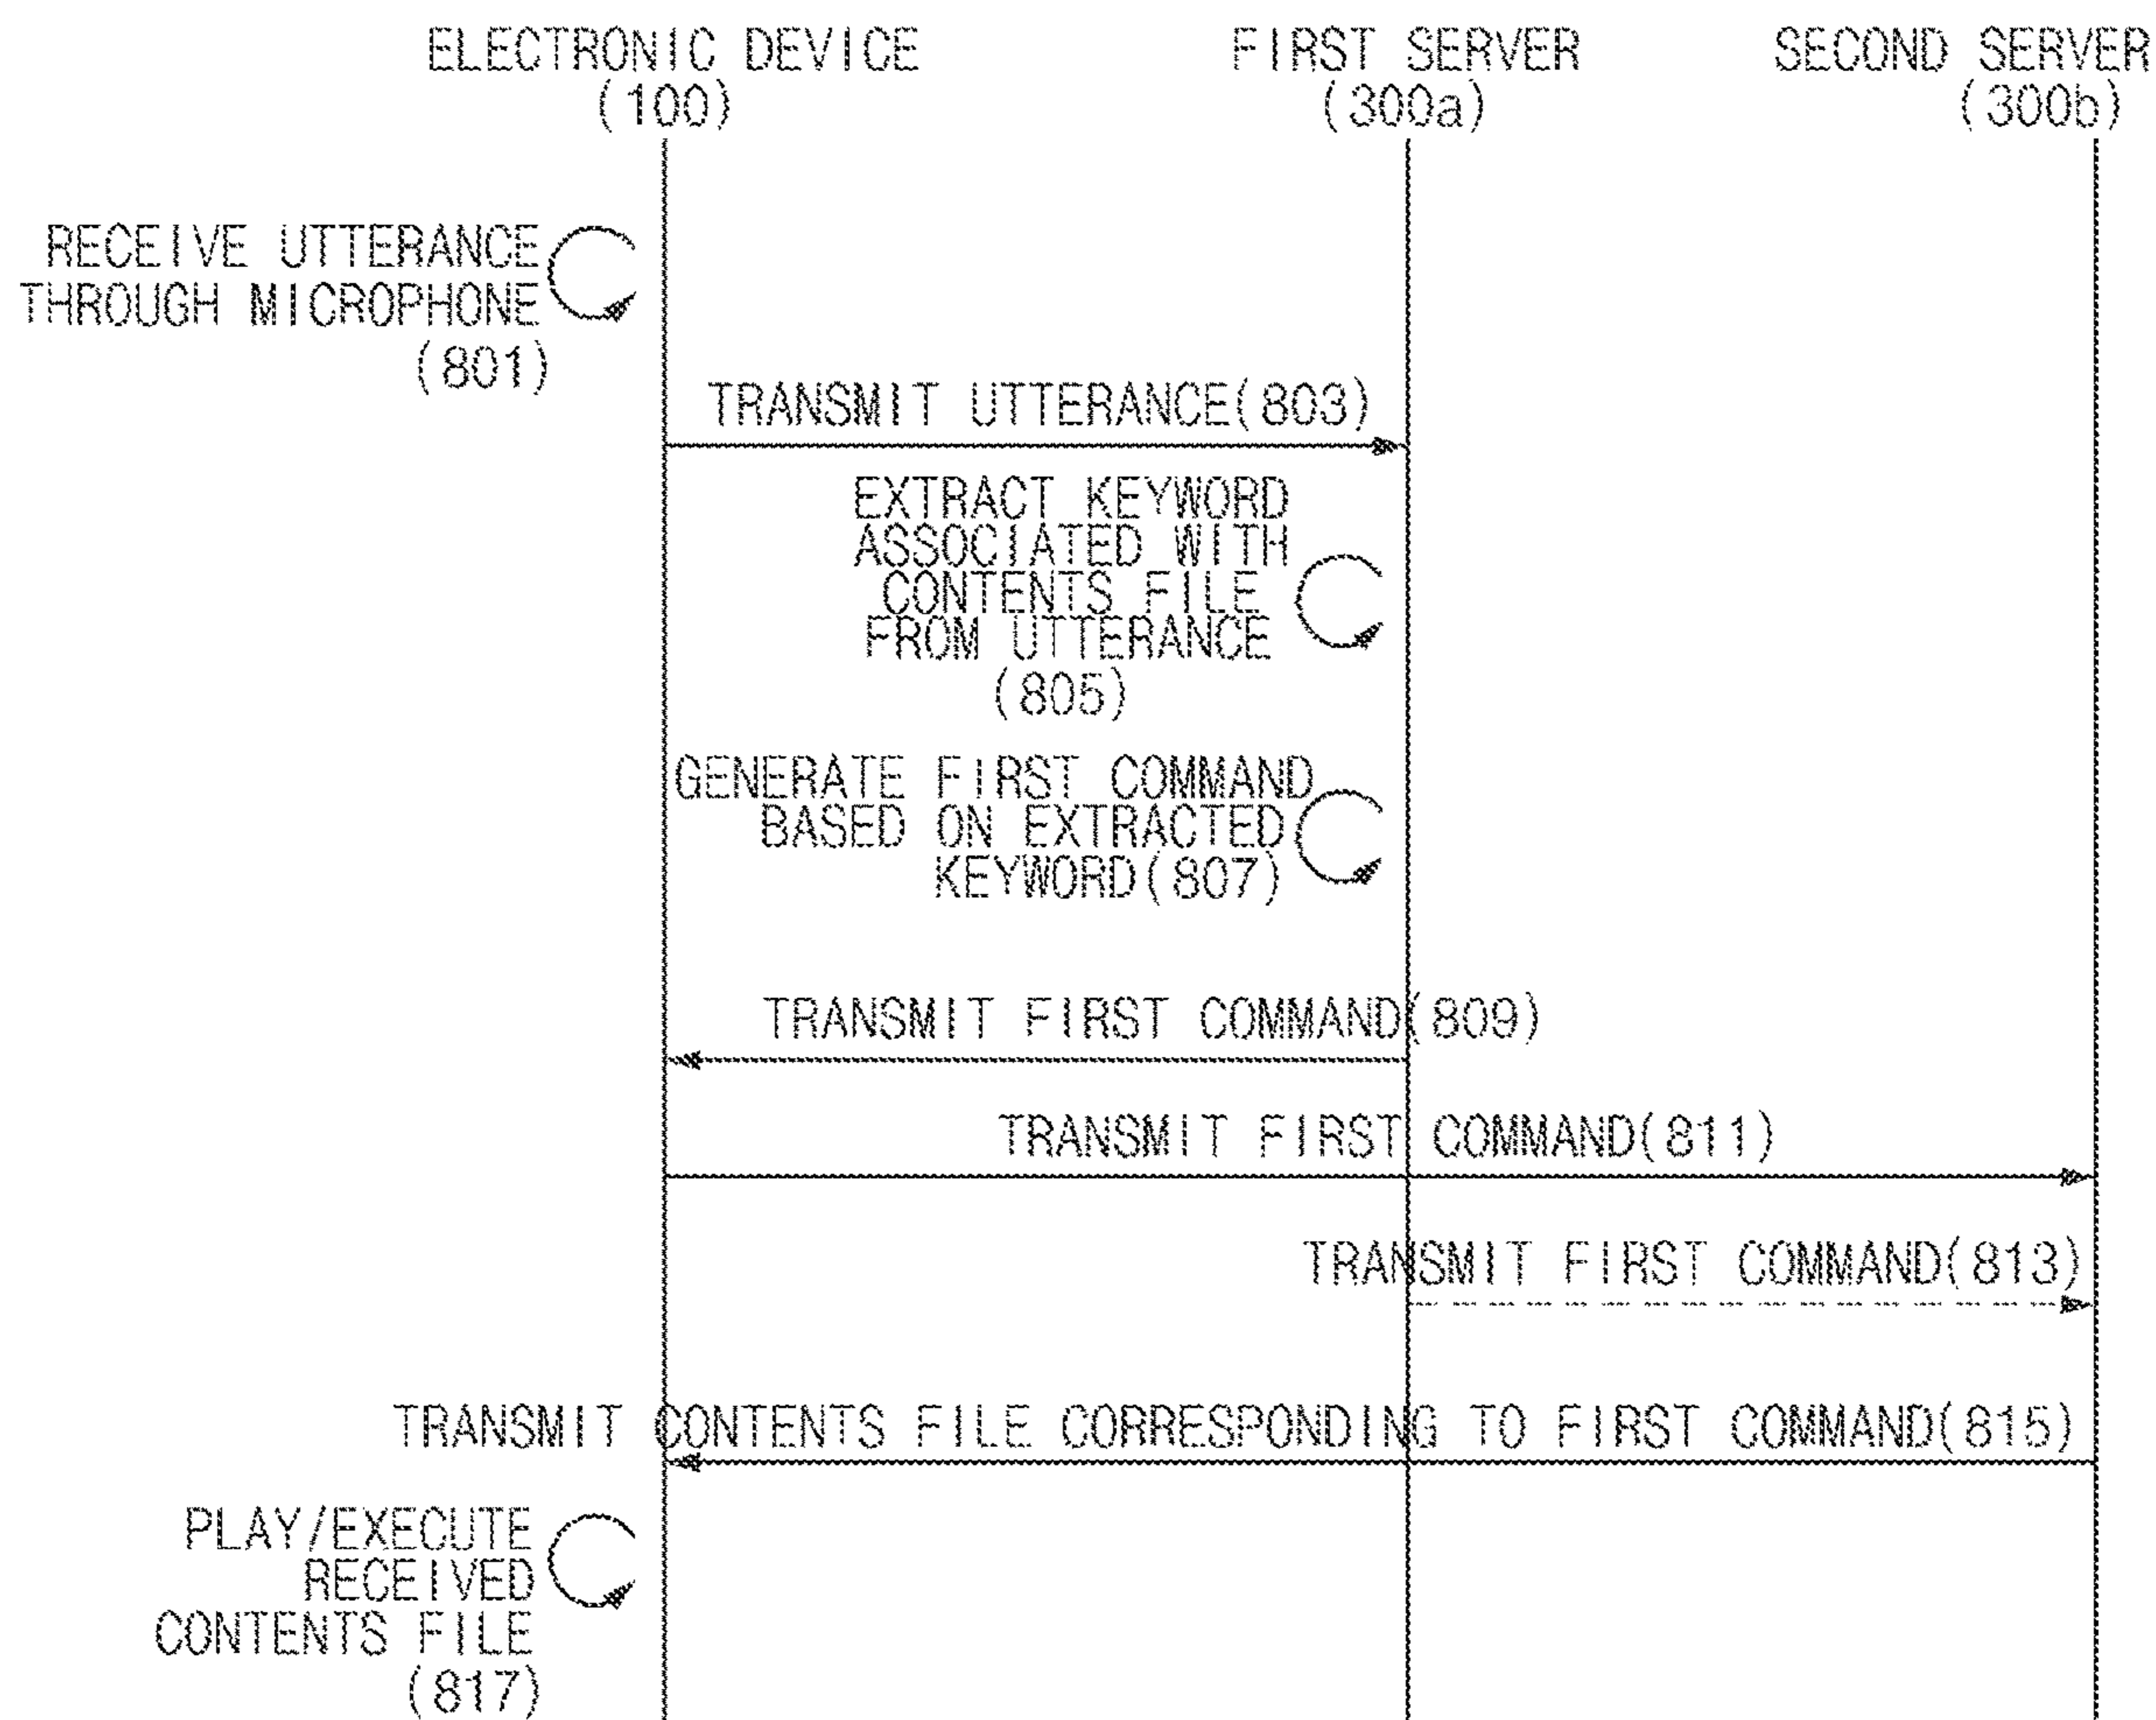 ELECTRONIC DEVICE
(100)
FIRST SERVER
(300a)
SECOND SERVER
(300b)
RECEIVE UTTERANCE
THROUGH MICROPHONE
(801)
TRANSMIT UTTERANCE(803)
EXTRACT KEYWORD
ASSOCIATED WITH
CONTENTS FILE
FROM UTTERANCE
(805)
GENERATE FIRST COMMAND
BASED ON EXTRACTED
KEYWORD(807)
TRANSMIT FIRST COMMAND(809)
TRANSMIT FIRST COMMAND(811)
TRANSMIT FIRST COMMAND(813)
TRANSMIT CONTENTS FILE CORRESPONDING TO FIRST COMMAND(815)
PLAY/EXECUTE
RECEIVED
CONTENTS FILE
(817)